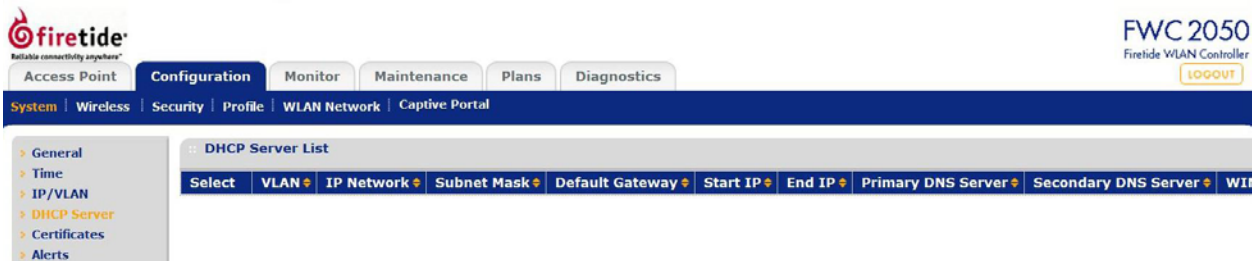 firetide
Reliable connectivity anywhere™
FWC 2050
Firetide WLAN Controller
LOGOUT
Access Point Configuration Monitor Maintenance Plans Diagnostics
System | Wireless | Security | Profile | WLAN Network | Captive Portal
General
Time
IP/VLAN
DHCP Server
Certificates
Alerts
DHCP Server List
Select VLAN IP Network Subnet Mask Default Gateway Start IP End IP Primary DNS Server Secondary DNS Server WIN